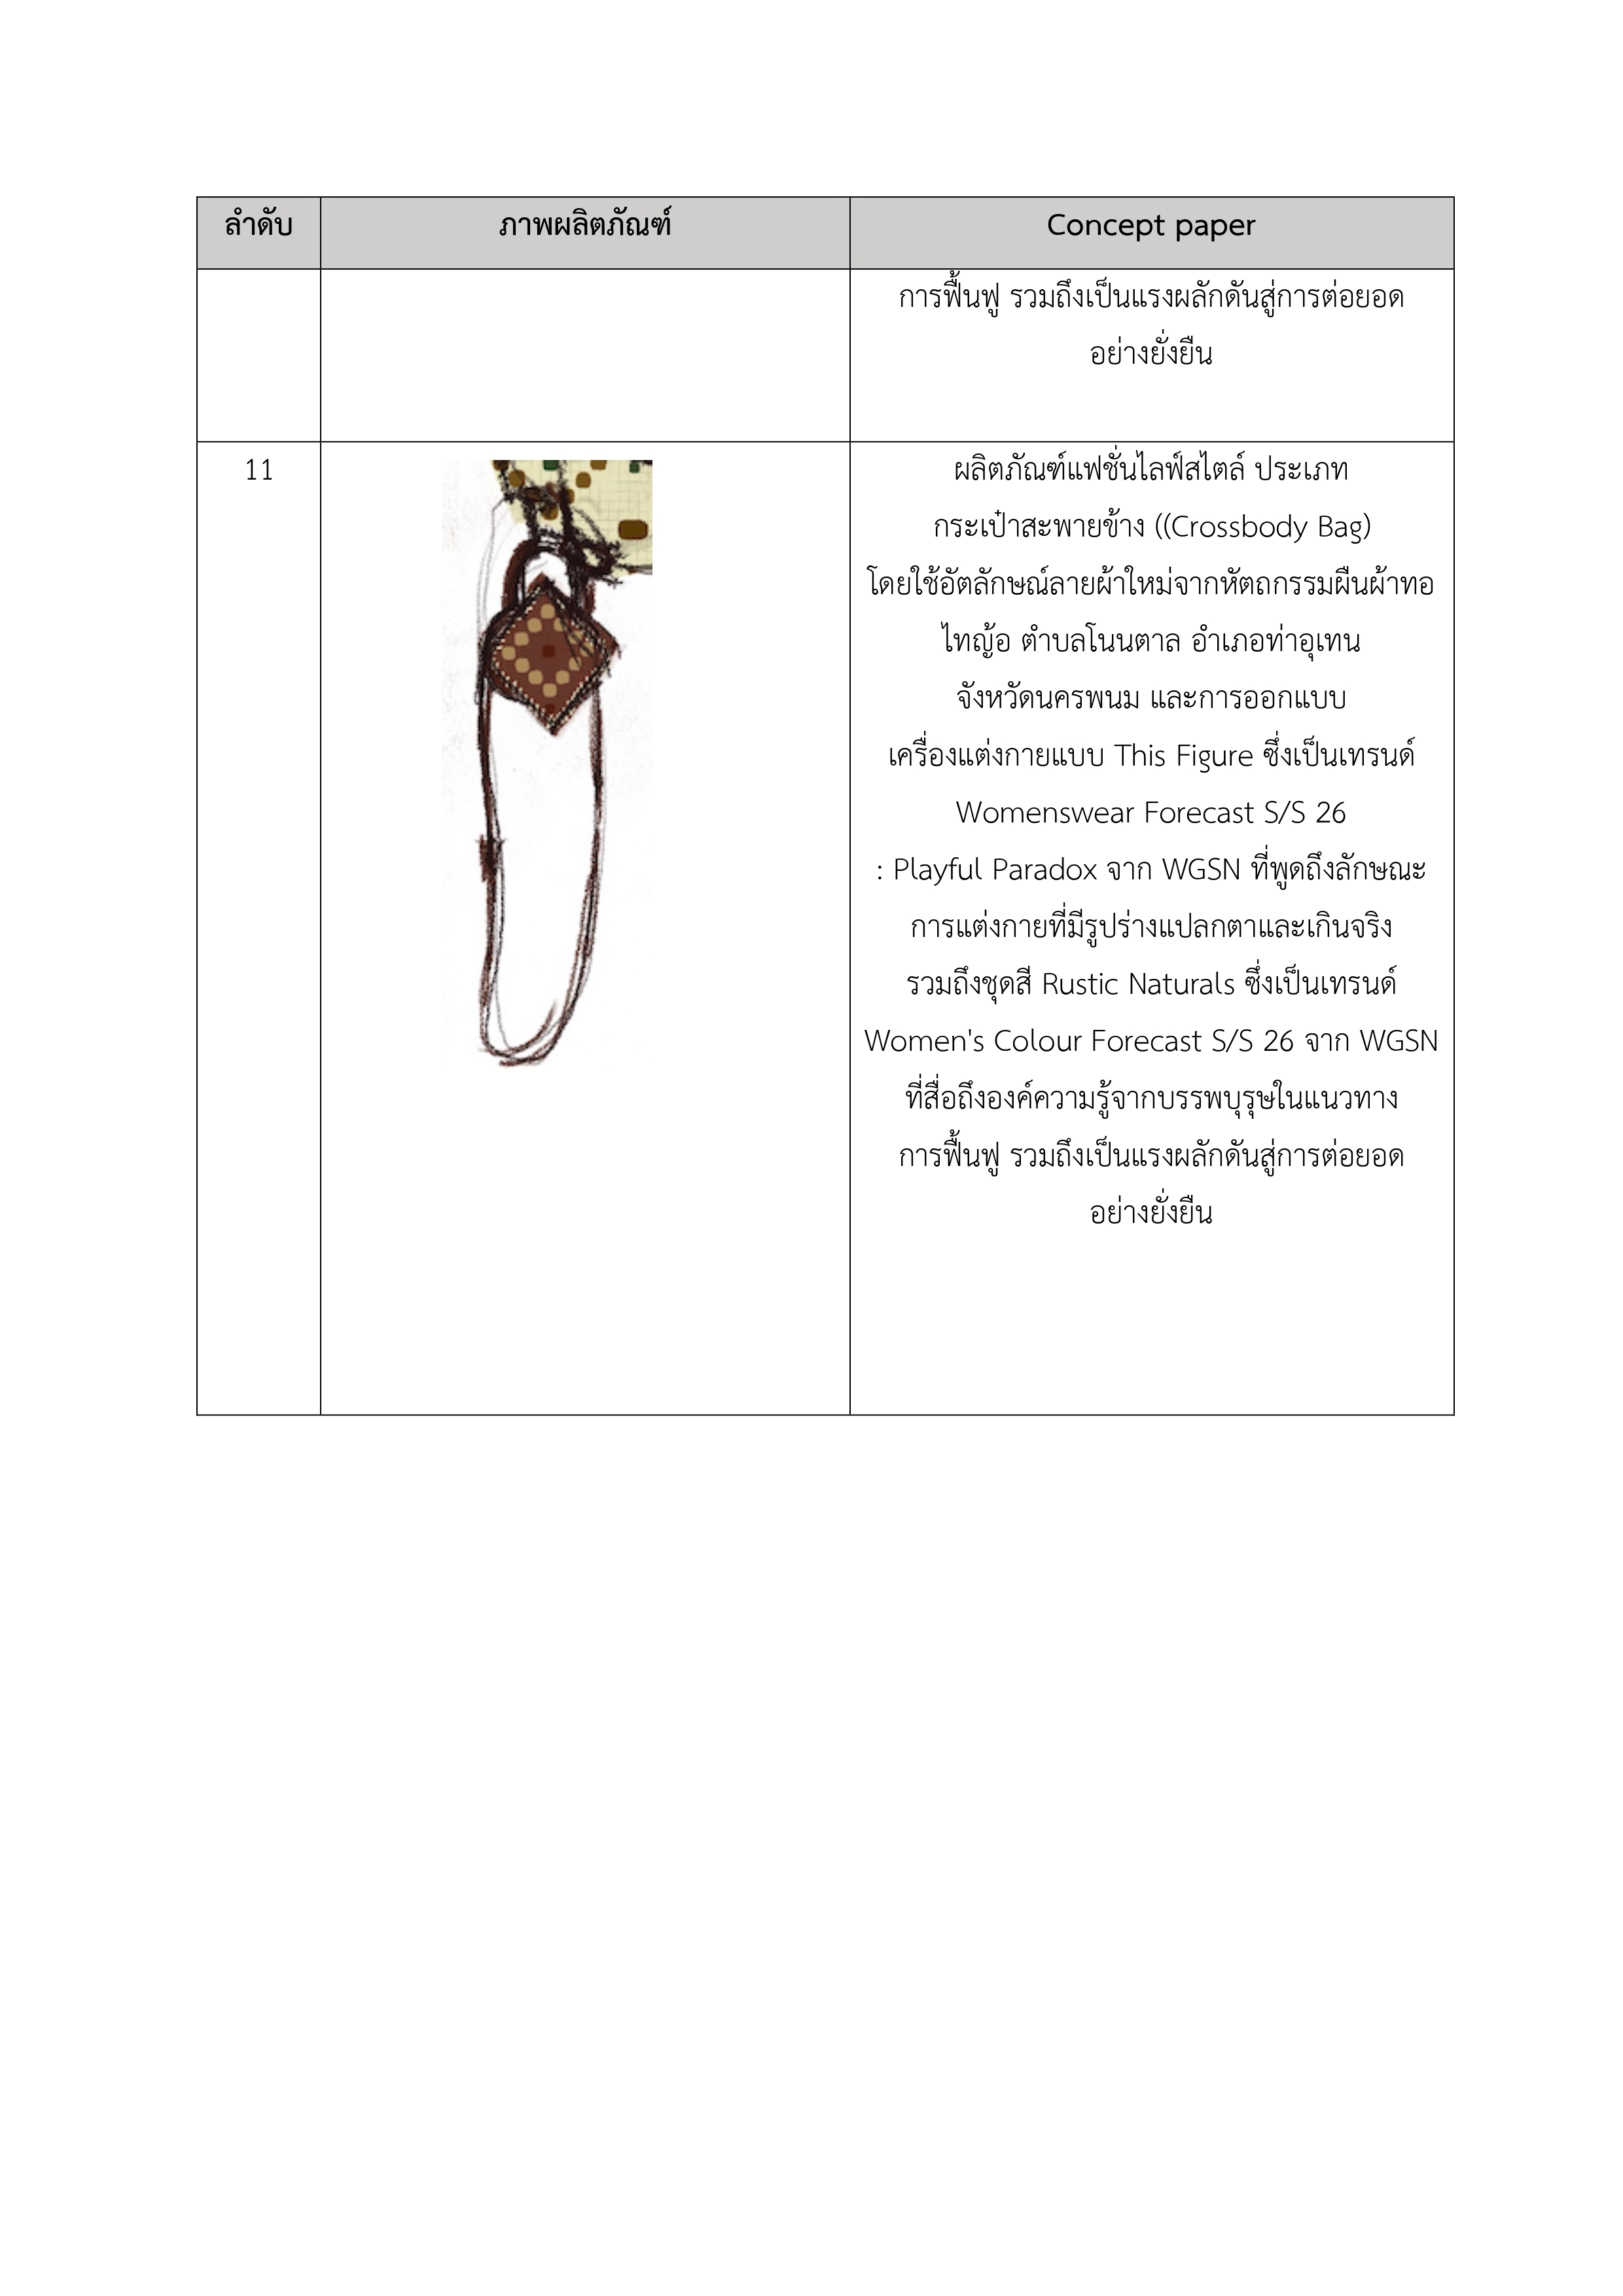 ลำดับ ภาพผลิตภัณฑ์ Concept paper
การฟื้นฟู รวมถึงเป็นแรงผลักดันสู่การต่อยอด
อย่างยั่งยืน
11
ผลิตภัณฑ์แฟชั่นไลฟ์สไตล์ ประเภท
กระเป๋าสะพายข้าง ((Crossbody Bag)
โดยใช้อัตลักษณ์ลายผ้าใหม่จากหัตถกรรมผืนผ้าทอ
ไทญ้อ ตำบลโนนตาล อำเภอท่าอุเทน
จังหวัดนครพนม และการออกแบบ
เครื่องแต่งกายแบบ This Figure ซึ่งเป็นเทรนด์
Womenswear Forecast S/S 26
: Playful Paradox จาก WGSN ที่พูดถึงลักษณะ
การแต่งกายที่มีรูปร่างแปลกตาและเกินจริง
รวมถึงชุดสี Rustic Naturals ซึ่งเป็นเทรนด์
Women's Colour Forecast S/S 26 จาก WGSN
ที่สื่อถึงองค์ความรู้จากบรรพบุรุษในแนวทาง
การฟื้นฟู รวมถึงเป็นแรงผลักดันสู่การต่อยอด
อย่างยั่งยืน